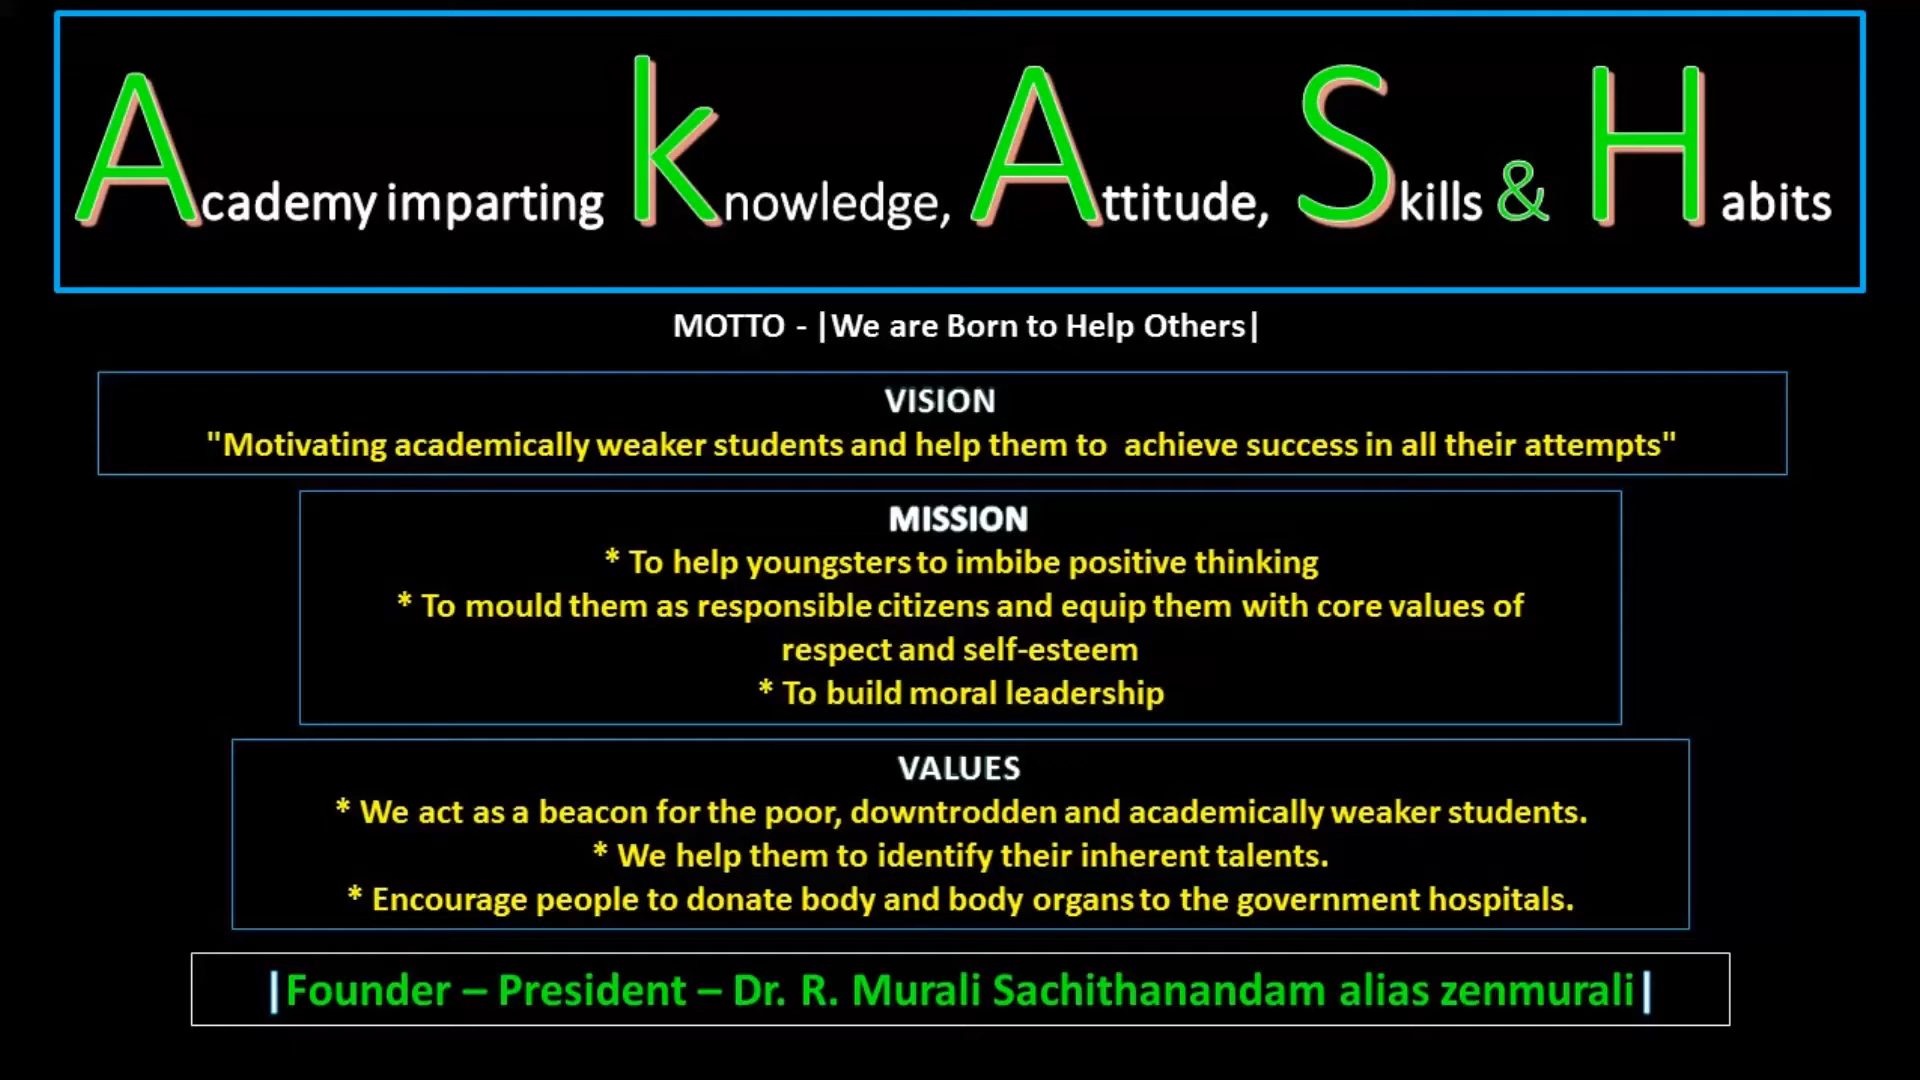 Academy imparting knowledge, Attitude, Skills & Habits
MOTTO - |We are Born to Help Others|
VISION
"Motivating academically weaker students and help them to achieve success in all their attempts"
MISSION
* To help youngsters to imbibe positive thinking
* To mould them as responsible citizens and equip them with core values of
respect and self-esteem
* To build moral leadership
VALUES
* We act as a beacon for the poor, downtrodden and academically weaker students.
* We help them to identify their inherent talents.
* Encourage people to donate body and body organs to the government hospitals.
|Founder – President – Dr. R. Murali Sachithanandam alias zenmurali|